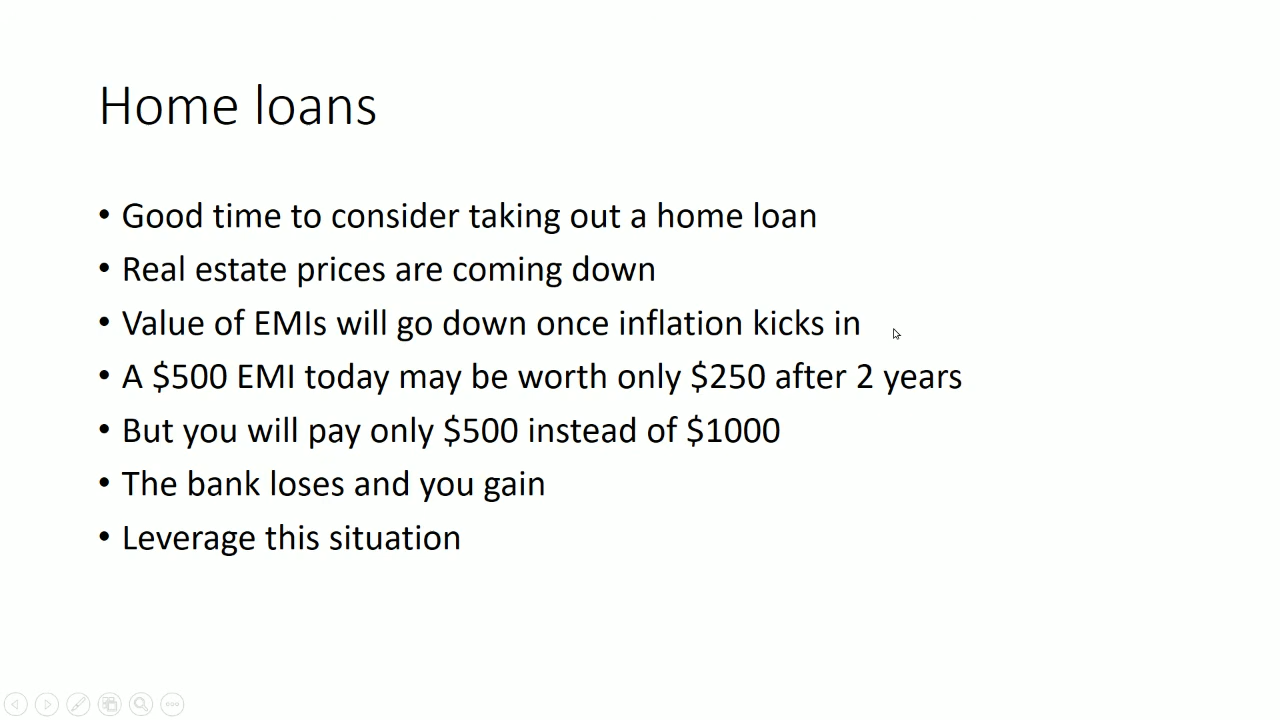 Home loans
• Good time to consider taking out a home loan
• Real estate prices are coming down
• Value of EMIs will go down once inflation kicks in
• A $500 EMI today may be worth only $250 after 2 years
• But you will pay only $500 instead of $1000
• The bank loses and you gain
• Leverage this situation